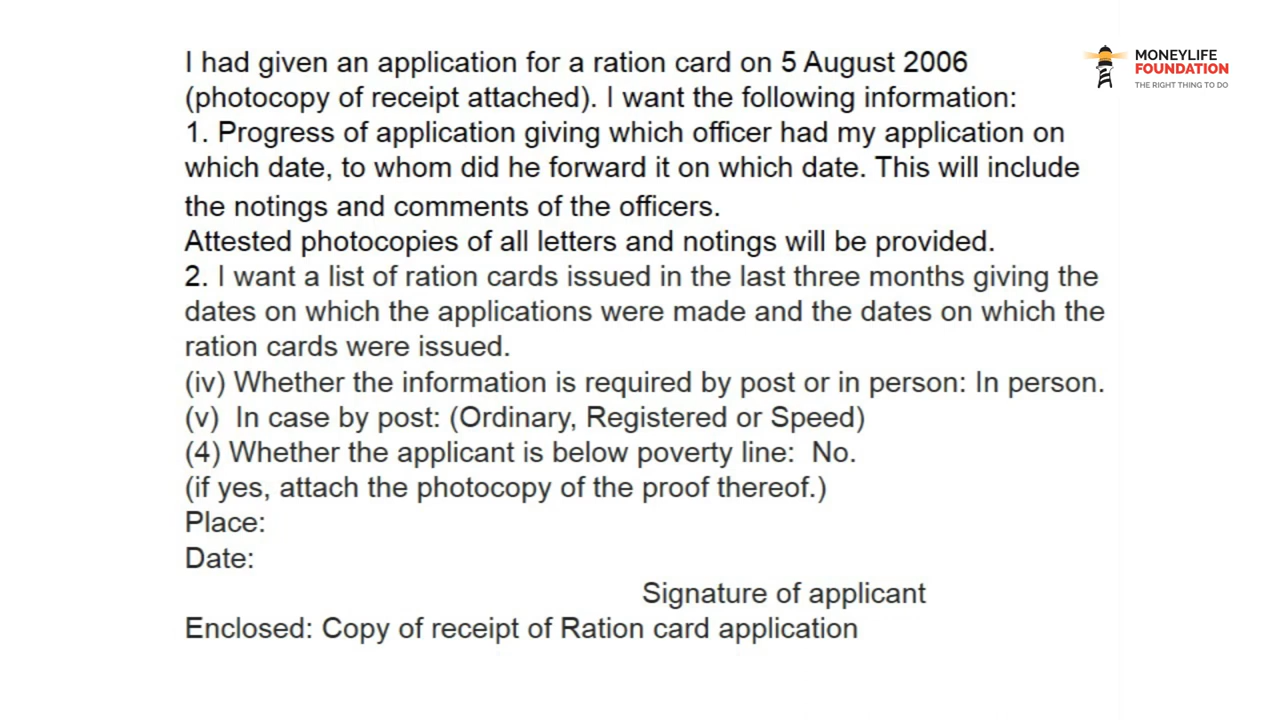 MONEYLIFE
FOUNDATION
THE RIGHT THING TO DO
I had given an application for a ration card on 5 August 2006
(photocopy of receipt attached). I want the following information:
1. Progress of application giving which officer had my application on
which date, to whom did he forward it on which date. This will include
the notings and comments of the officers.
Attested photocopies of all letters and notings will be provided.
2. I want a list of ration cards issued in the last three months giving the
dates on which the applications were made and the dates on which the
ration cards were issued.
(iv) Whether the information is required by post or in person: In person.
(v)  In case by post: (Ordinary, Registered or Speed)
(4) Whether the applicant is below poverty line:  No.
(if yes, attach the photocopy of the proof thereof.)
Place:
Date:
Signature of applicant
Enclosed: Copy of receipt of Ration card application